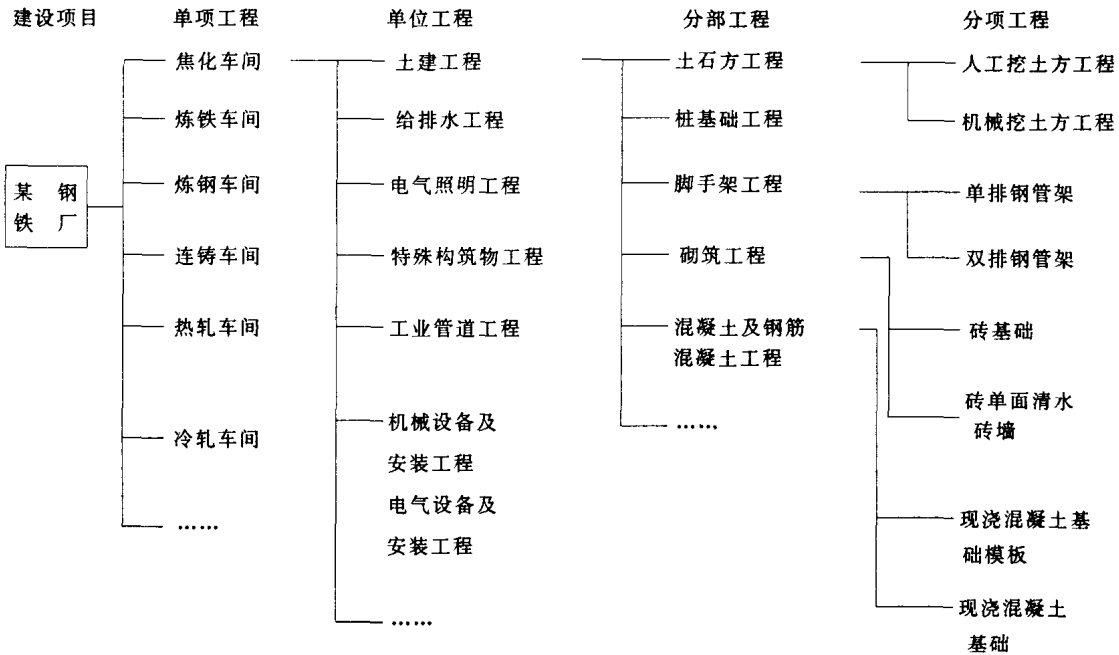 建设项目 单项工程 单位工程 分部工程 分项工程
焦化车间 土建工程 土石方工程 人工挖土方工程
炼铁车间 给排水工程 桩基础工程 机械挖土方工程
某 钢
铁 厂
炼钢车间 电气照明工程 脚手架工程 单排钢管架
连铸车间 特殊构筑物工程 砌筑工程 双排钢管架
热轧车间 工业管道工程 混凝土及钢筋
混凝土工程
砖基础
砖单面清水
砖墙
冷轧车间 机械设备及
安装工程
电气设备及
安装工程
……
……
……
现浇混凝土基
础模板
现浇混凝土
基础